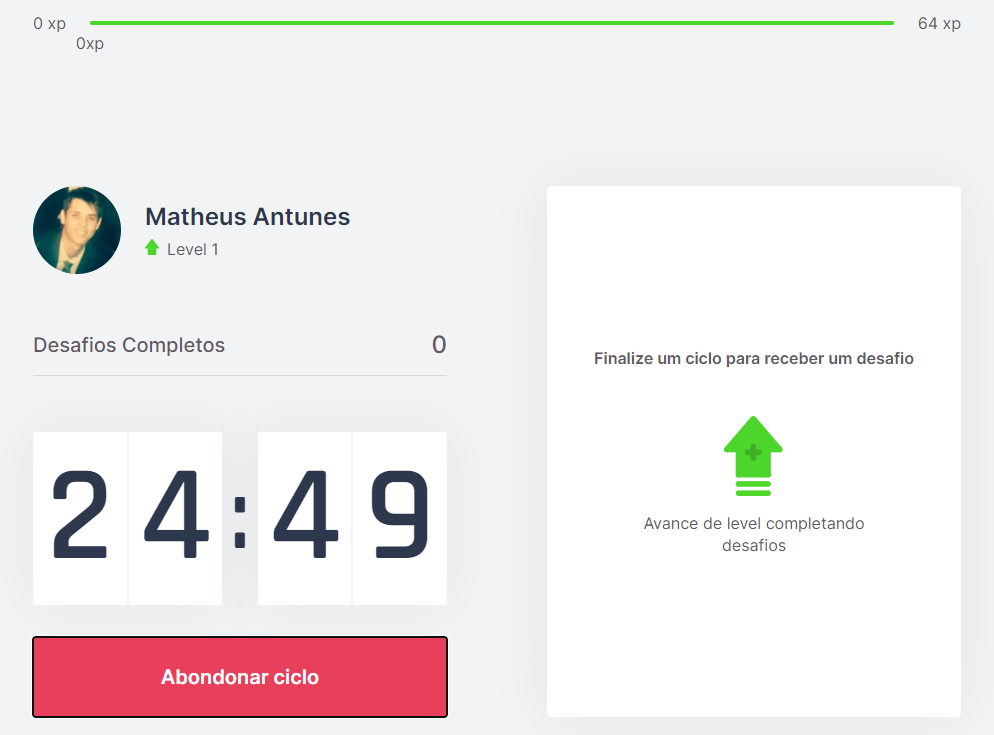 0 xp
64 xp
0xp
Matheus Antunes
Level 1
Desafios Completos
0
24:49
Abondonar ciclo
Finalize um ciclo para receber um desafio
Avance de level completando
desafios